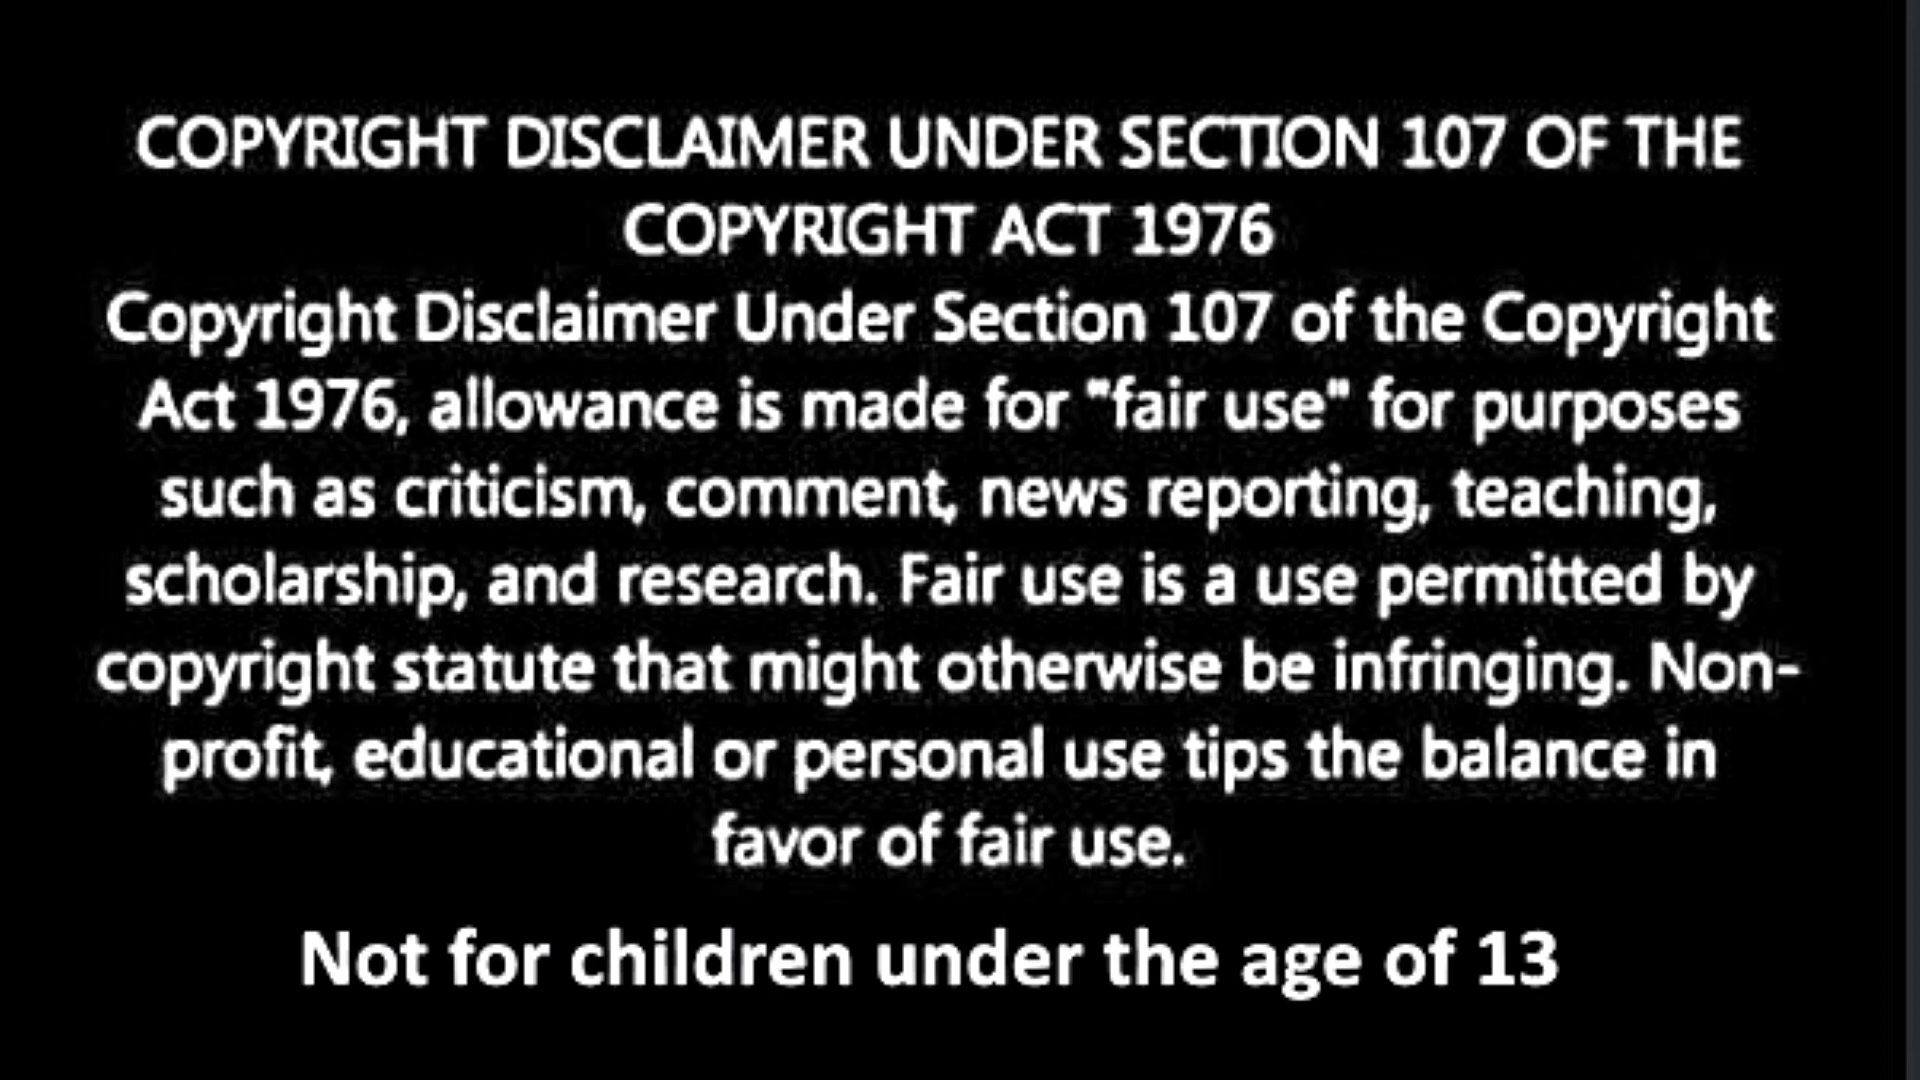 COPYRIGHT DISCLAIMER UNDER SECTION 107 OF THE
COPYRIGHT ACT 1976
Copyright Disclaimer Under Section 107 of the Copyright
Act 1976, allowance is made for "fair use" for purposes
such as criticism, comment, news reporting, teaching,
scholarship, and research. Fair use is a use permitted by
copyright statute that might otherwise be infringing. Non-
profit, educational or personal use tips the balance in
favor of fair use.
Not for children under the age of 13